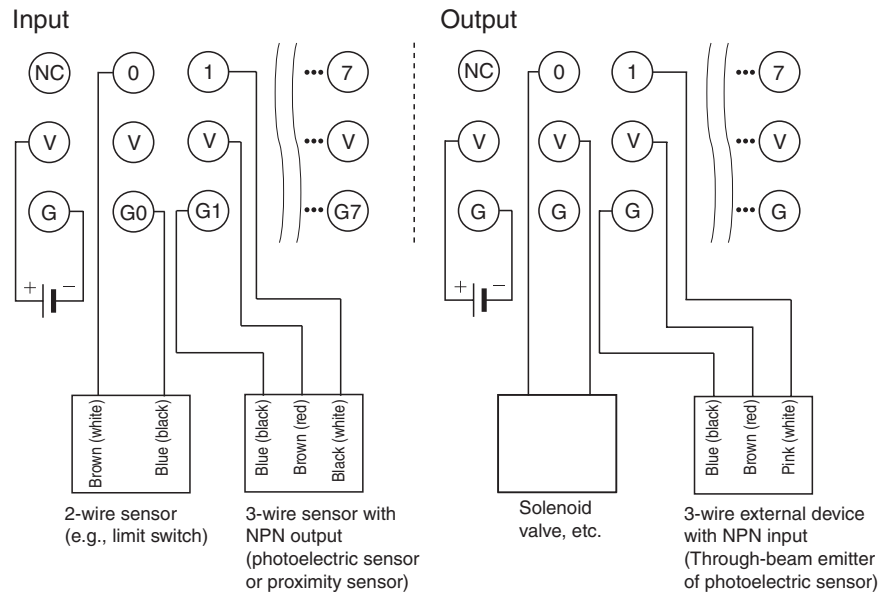 Input
Output
NC 0 1 ••• 7
NC 0 1 ••• 7
V V V ••• V
V V V ••• V
G G0 G1 ••• G7
G G G ••• G
+ −
+ −
Brown (white)
Blue (black)
Blue (black)
Brown (red)
Black (white)
Blue (black)
Brown (red)
Pink (white)
2-wire sensor
(e.g., limit switch)
3-wire sensor with
NPN output
(photoelectric sensor
or proximity sensor)
Solenoid
valve, etc.
3-wire external device
with NPN input
(Through-beam emitter
of photoelectric sensor)